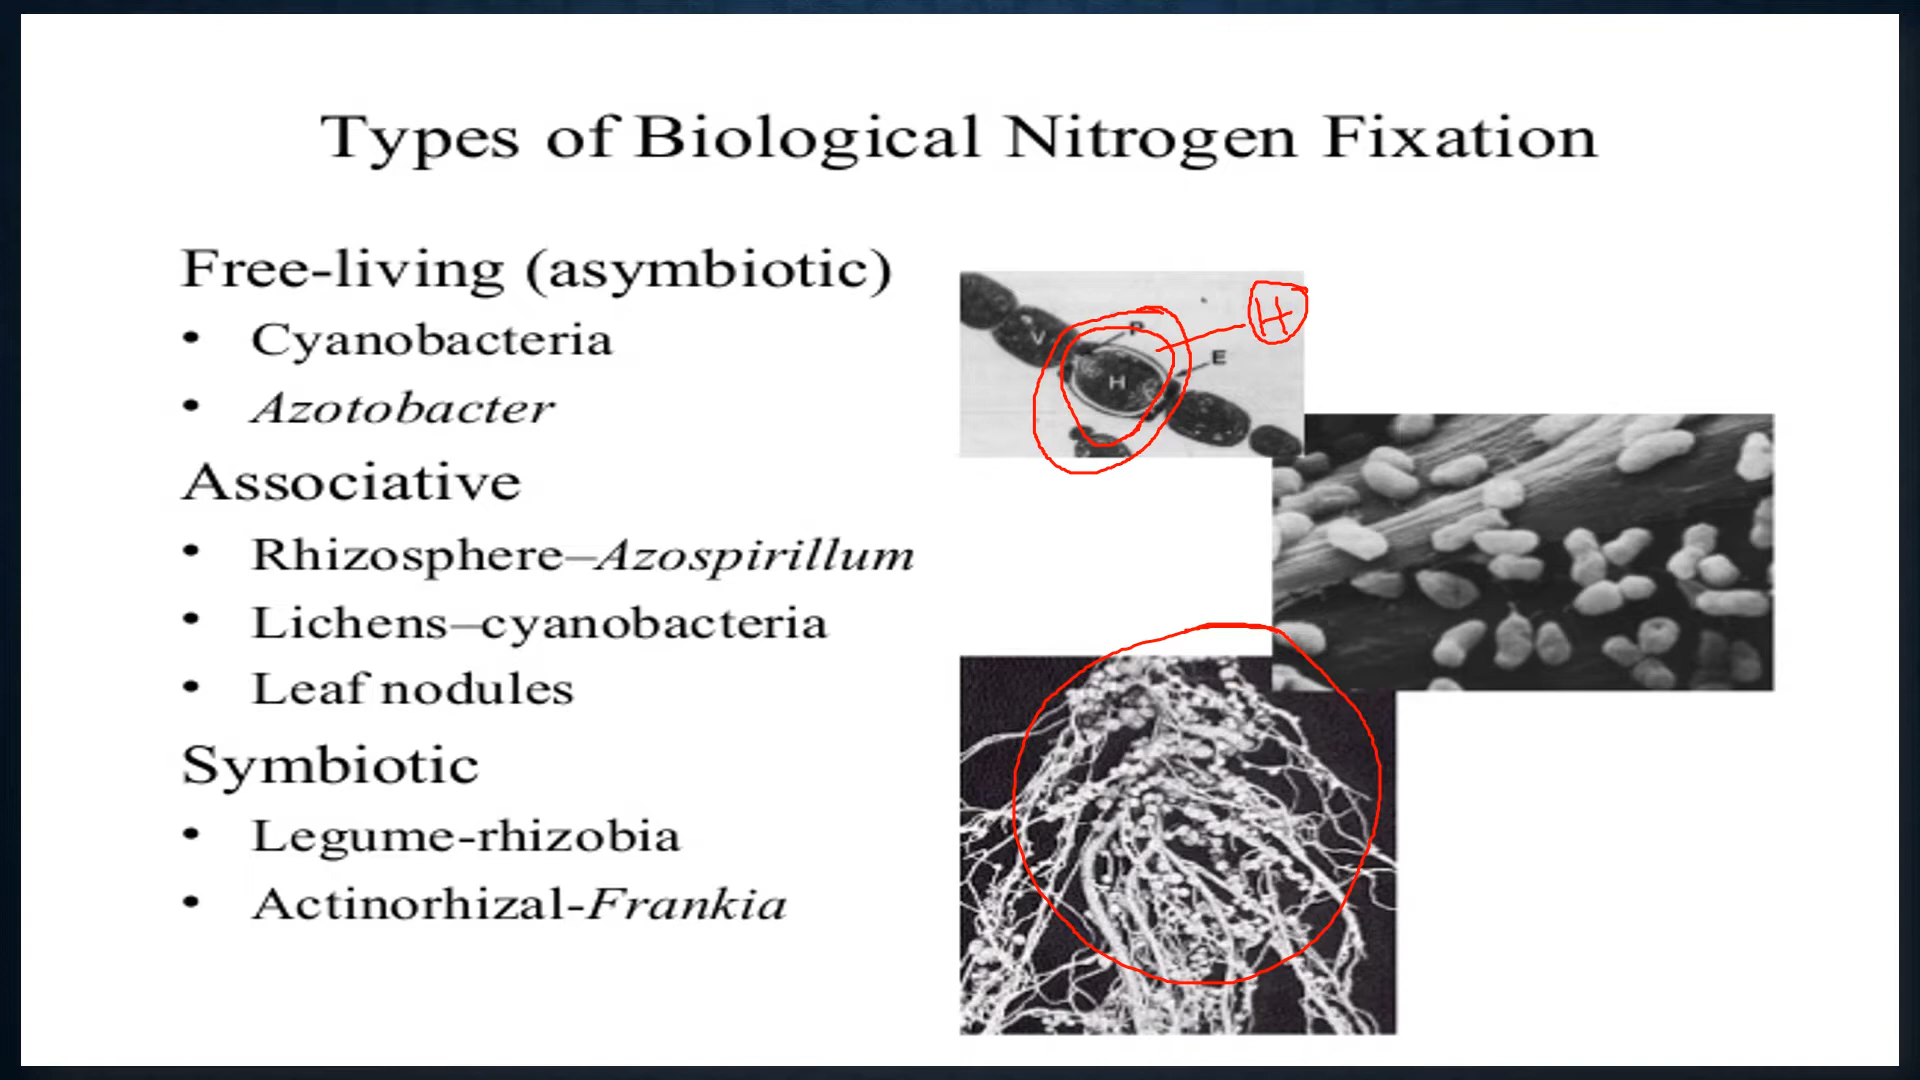 Types of Biological Nitrogen Fixation
Free-living (asymbiotic)
• Cyanobacteria
• Azotobacter
Associative
• Rhizosphere–Azospirillum
• Lichens–cyanobacteria
• Leaf nodules
Symbiotic
• Legume-rhizobia
• Actinorhizal-Frankia
H
P
V
E
H